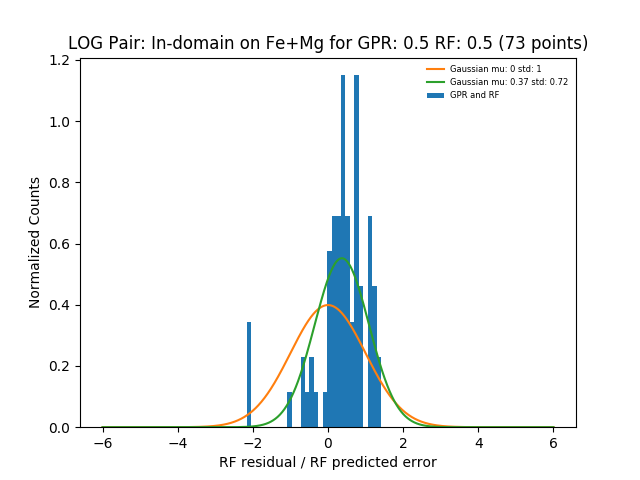 LOG Pair: In-domain on Fe+Mg for GPR: 0.5 RF: 0.5 (73 points)
Gaussian mu: 0 std: 1
Gaussian mu: 0.37 std: 0.72
GPR and RF
Normalized Counts
1.2
1.0
0.8
0.6
0.4
0.2
0.0
−6 −4 −2 0 2 4 6
RF residual / RF predicted error